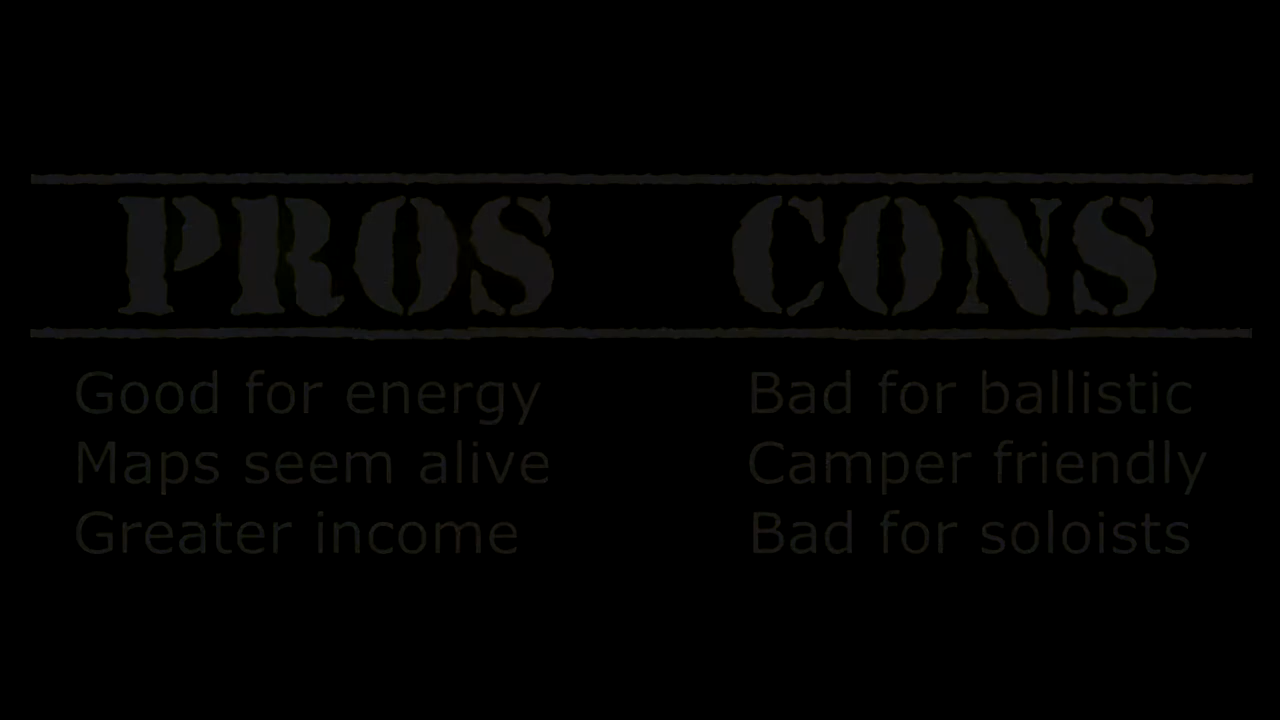 PROS CONS
Good for energy Bad for ballistic
Maps seem alive Camper friendly
Greater income Bad for soloists